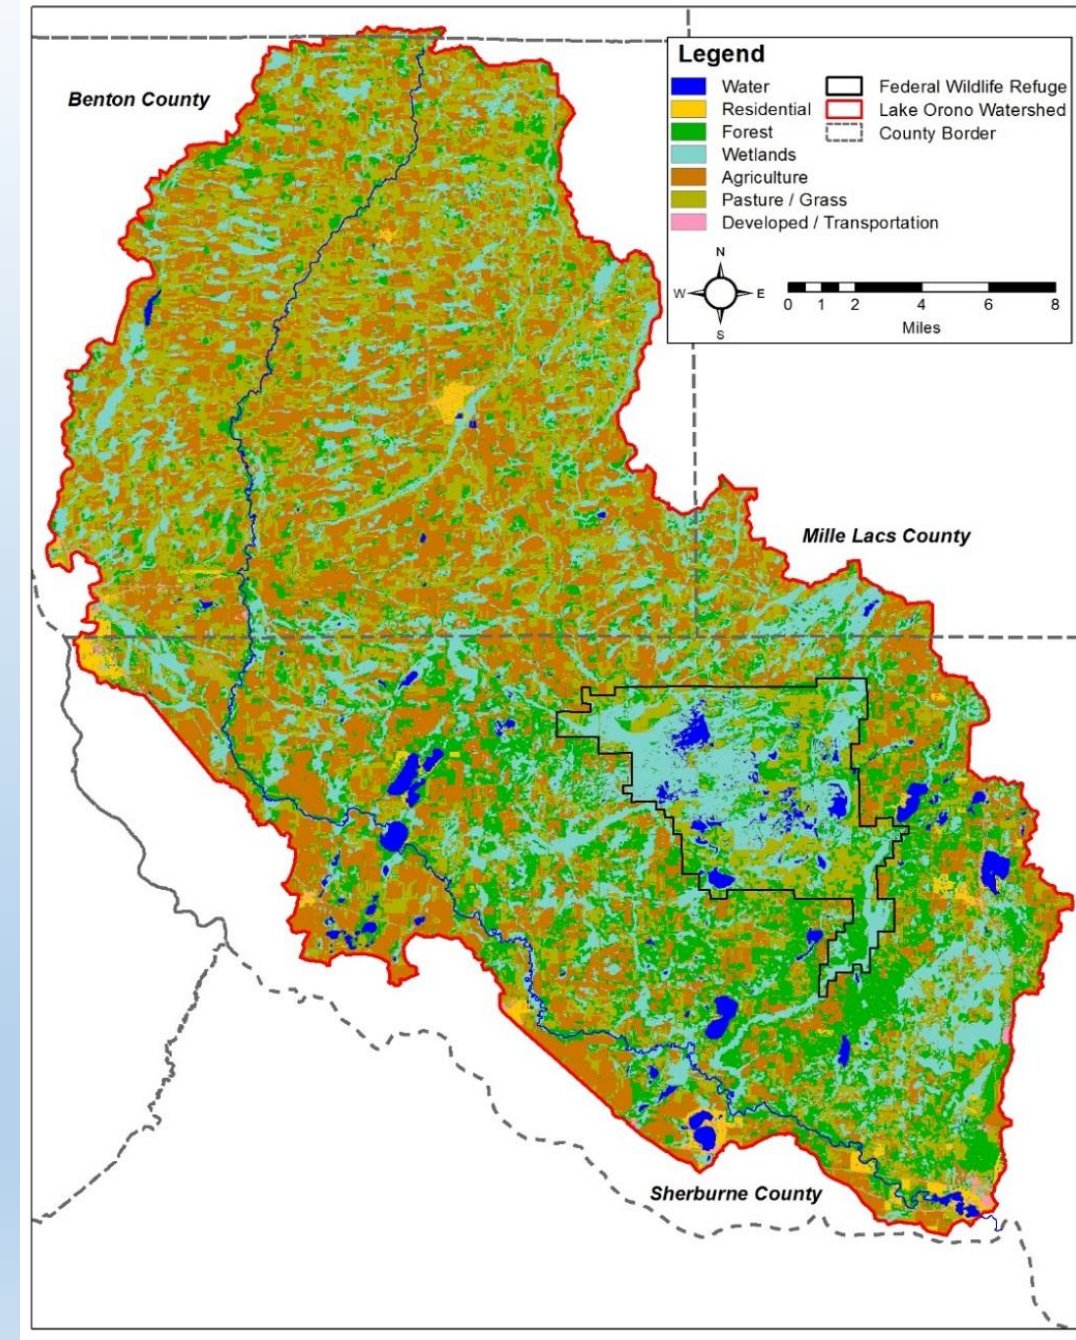 Legend
Water
Residential
Forest
Wetlands
Agriculture
Pasture / Grass
Developed / Transportation
Federal Wildlife Refuge
Lake Orono Watershed
County Border
N
W
E
S
0 1 2 4 6 8
Miles
Benton County
Mille Lacs County
Sherburne County